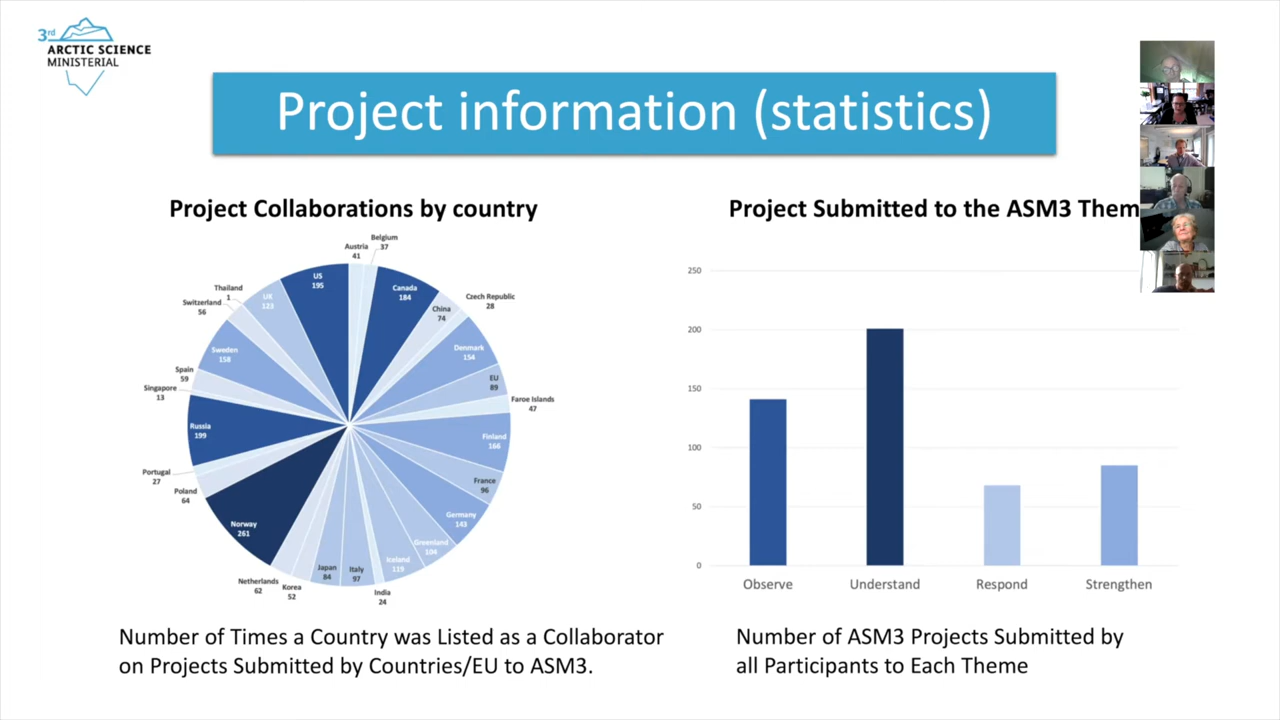 3rd
ARCTIC SCIENCE
MINISTERIAL
Project information (statistics)
Project Collaborations by country
Austria
41
Belgium
37
Canada
184
China
74
Czech Republic
28
Denmark
154
EU
89
Faroe Islands
47
Finland
166
France
96
Germany
143
Greenland
104
Iceland
119
India
24
Italy
97
Japan
84
Korea
52
Netherlands
62
Norway
261
Poland
64
Portugal
27
Russia
199
Singapore
13
Spain
59
Sweden
158
Switzerland
56
Thailand
1
UK
123
US
195
Number of Times a Country was Listed as a Collaborator
on Projects Submitted by Countries/EU to ASM3.
Project Submitted to the ASM3 Them
250
200
150
100
50
0
Observe
Understand
Respond
Strengthen
Number of ASM3 Projects Submitted by
all Participants to Each Theme